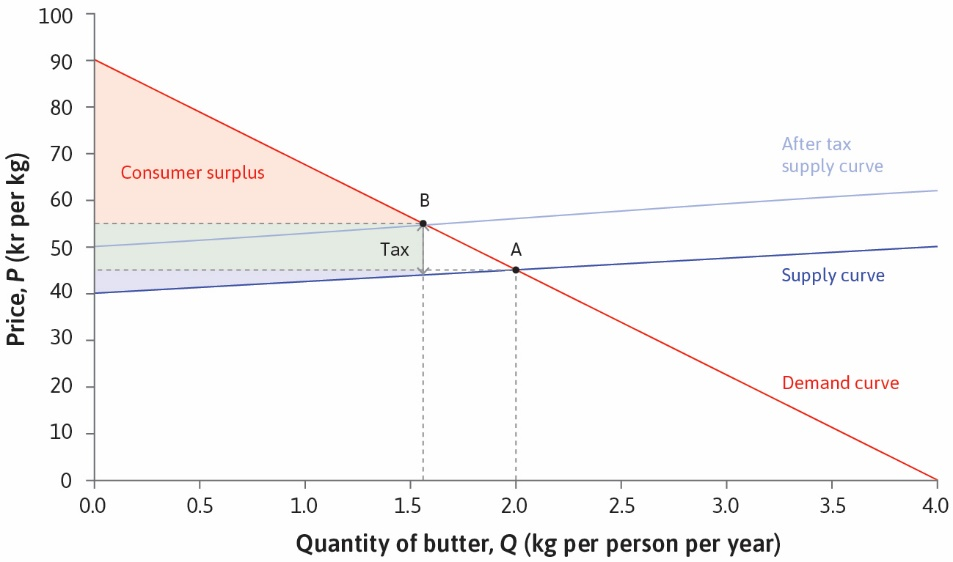 100
90
80
70
60
50
40
30
20
10
0
Price, P (kr per kg)
Consumer surplus
B
Tax
A
After tax
supply curve
Supply curve
Demand curve
0.0 0.5 1.0 1.5 2.0 2.5 3.0 3.5 4.0
Quantity of butter, Q (kg per person per year)